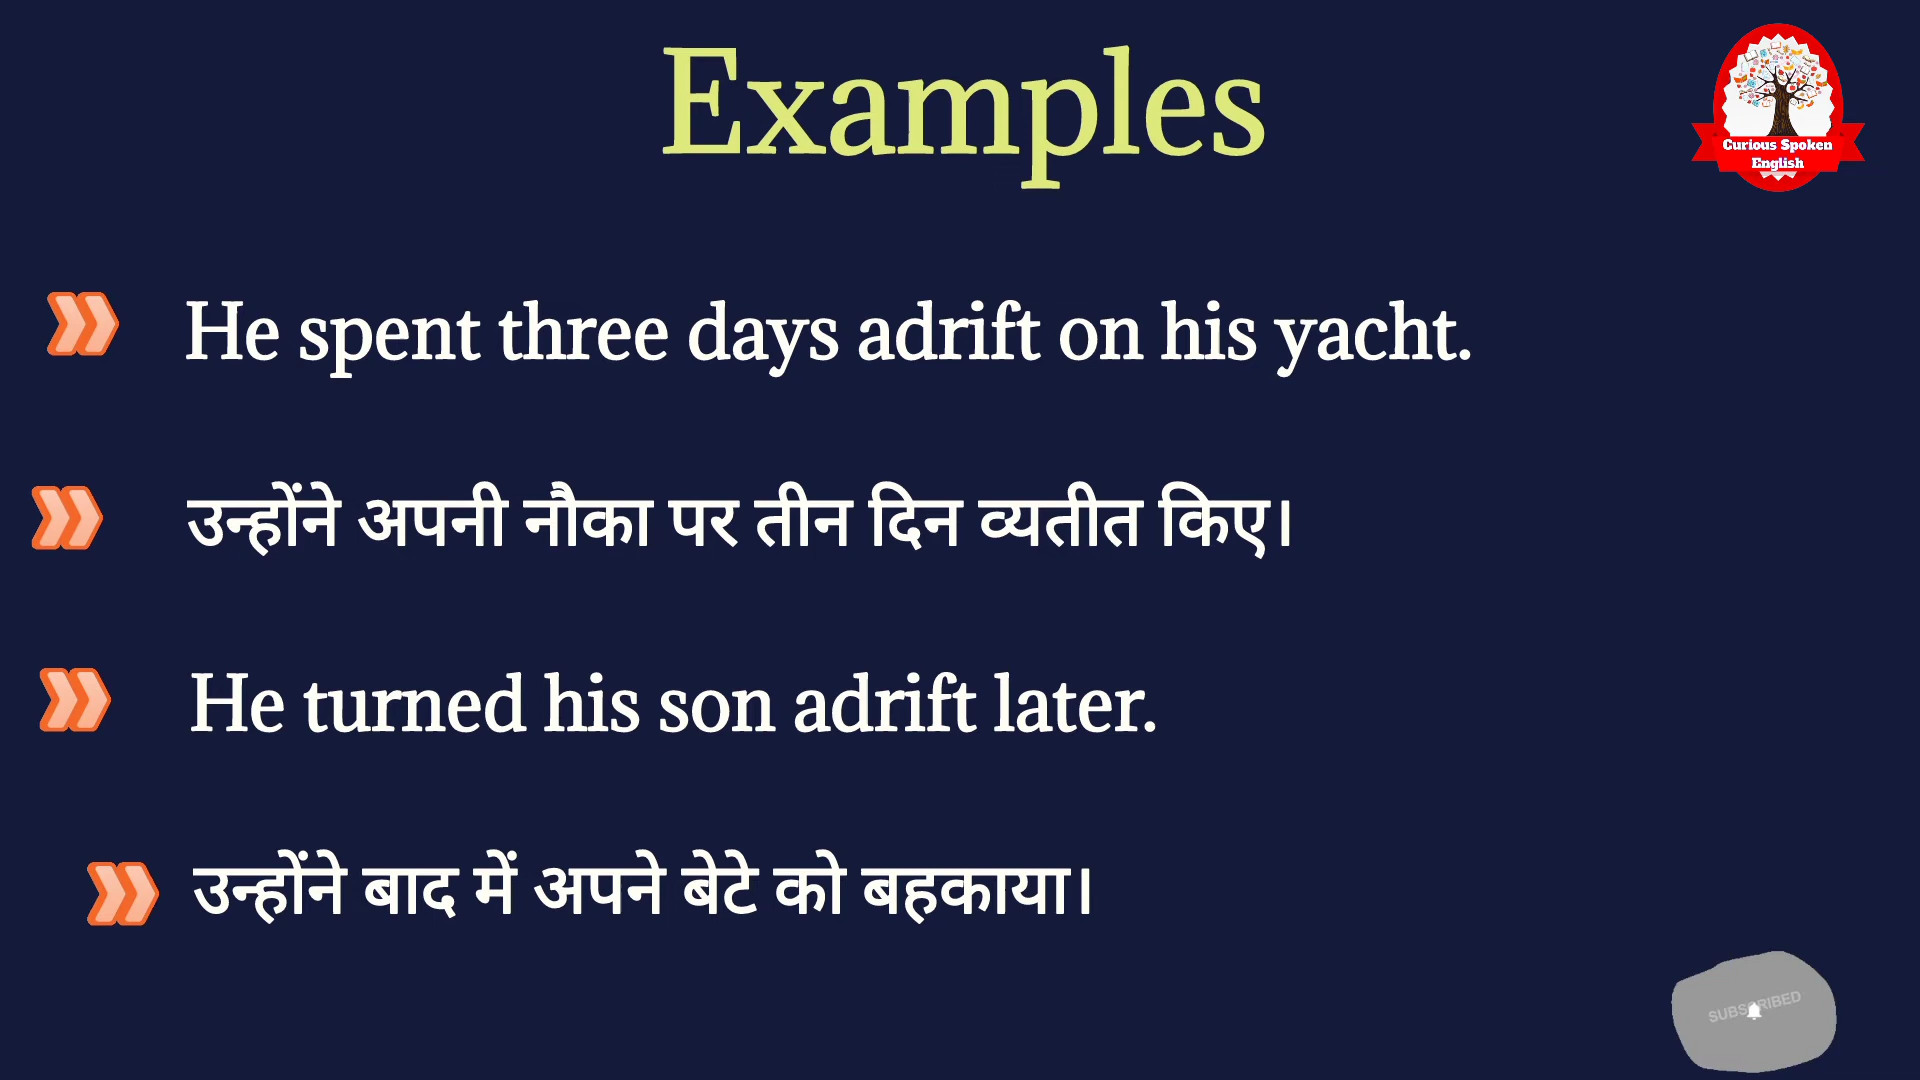 Examples
Curious Spoken
English
He spent three days adrift on his yacht.
उन्होंने अपनी नौका पर तीन दिन व्यतीत किए।
He turned his son adrift later.
उन्होंने बाद में अपने बेटे को बहकाया।
SUBSCRIBED